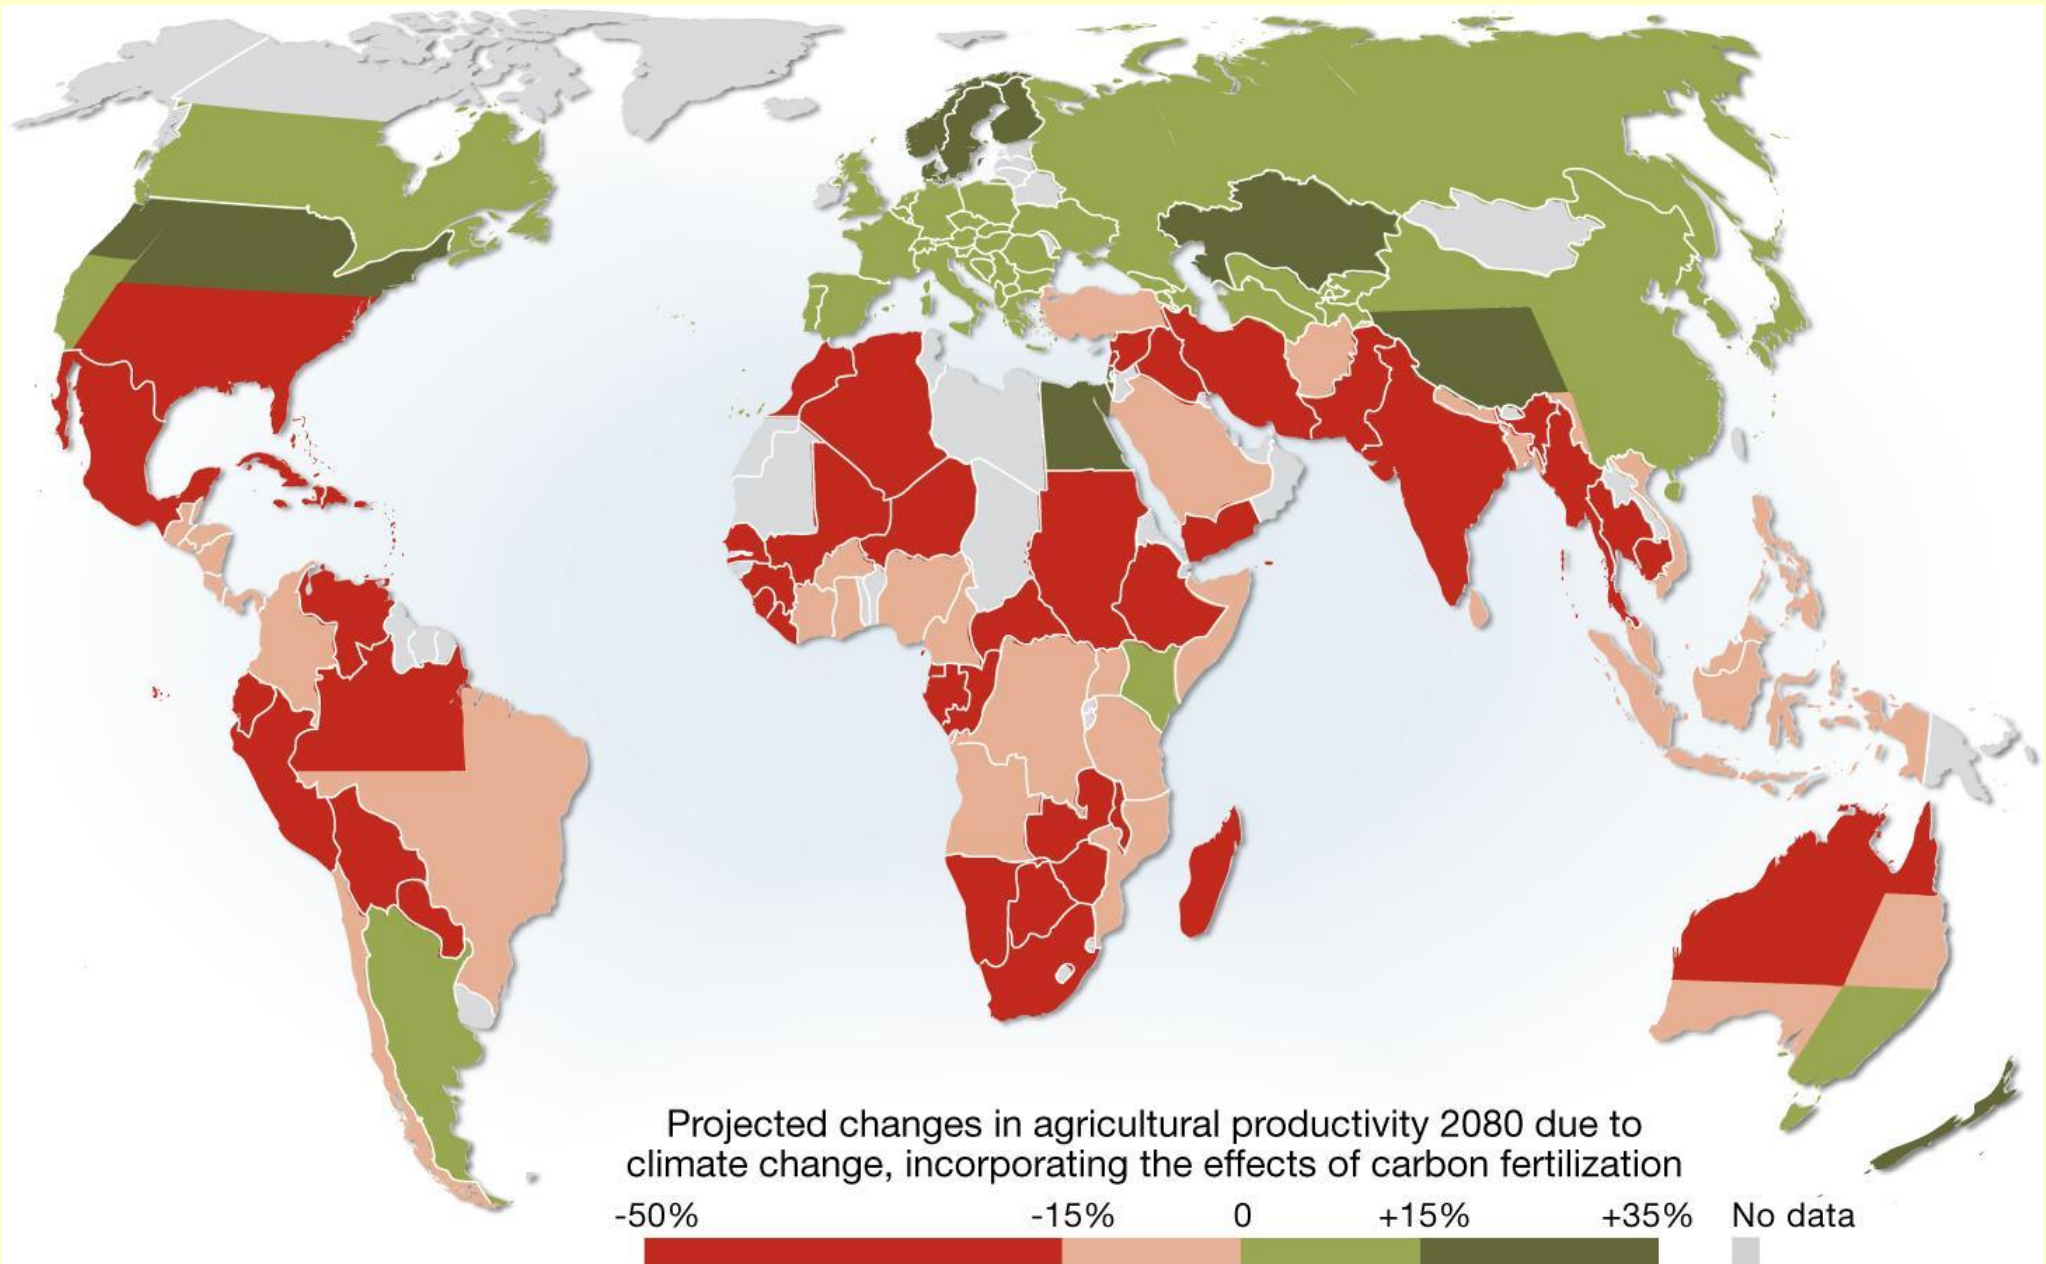 Projected changes in agricultural productivity 2080 due to
climate change, incorporating the effects of carbon fertilization
-50% -15% 0 +15% +35% No data